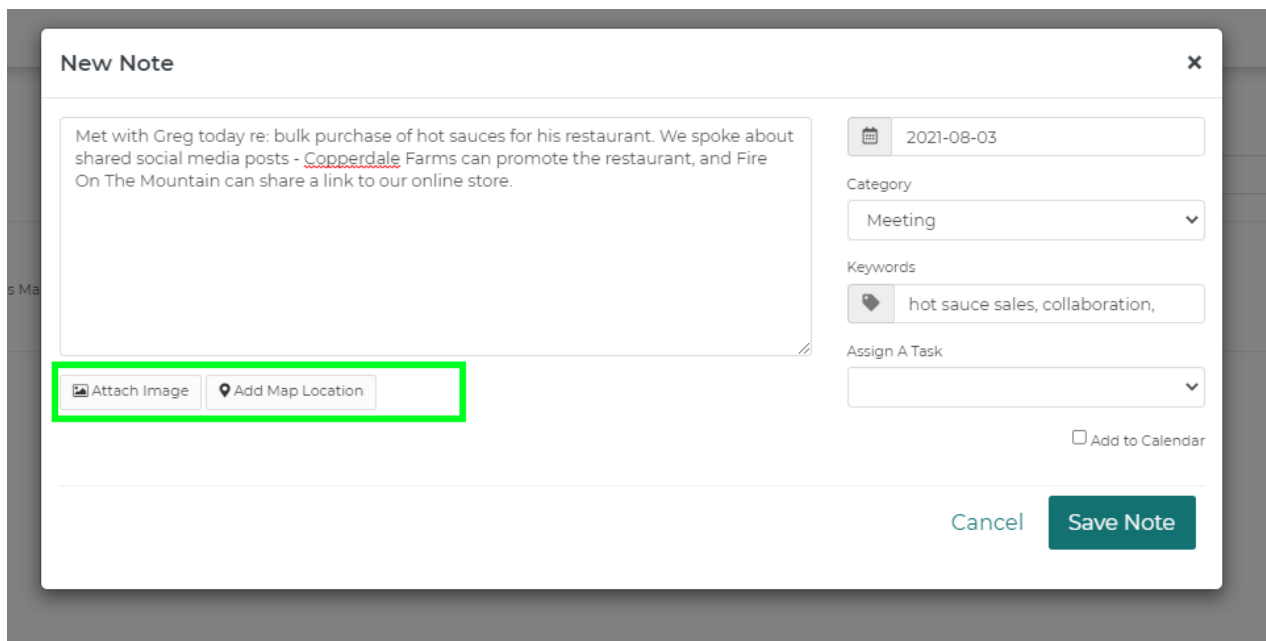 New Note
×
Met with Greg today re: bulk purchase of hot sauces for his restaurant. We spoke about
shared social media posts - Copperdale Farms can promote the restaurant, and Fire
On The Mountain can share a link to our online store.
2021-08-03
Category
Meeting
Keywords
hot sauce sales, collaboration,
Assign A Task
Attach Image
Add Map Location
Add to Calendar
Cancel
Save Note
s Ma